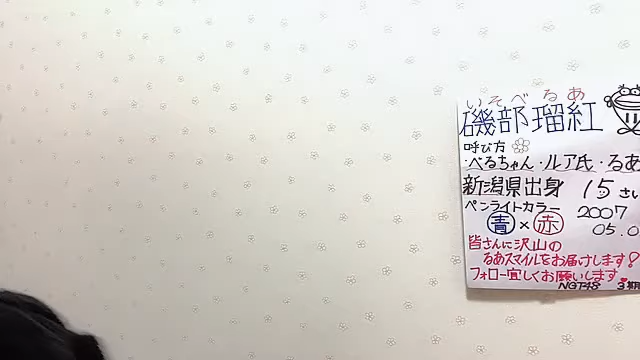 いそべるあ
磯部瑠紅
呼び方
・べるちゃん・ルア氏・るあ
新潟県出身 15さい
ペンライトカラー 2007
青×赤 05.0
皆さんに沢山の
るあスマイルをお届けします!
フォロー宜しくお願いします
NGT48 3期